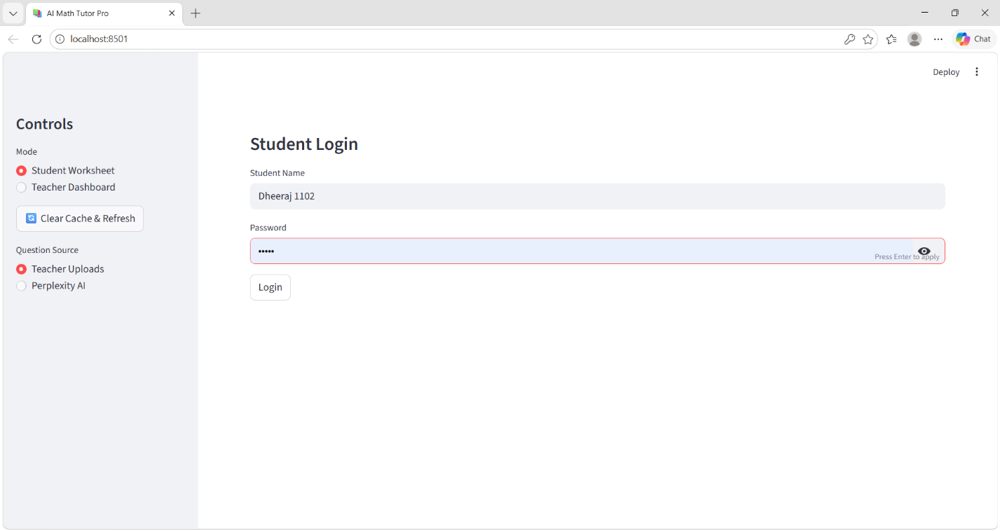 AI Math Tutor Pro
localhost:8501
Chat
Deploy
Controls
Mode
Student Worksheet
Teacher Dashboard
Clear Cache & Refresh
Question Source
Teacher Uploads
Perplexity AI
Student Login
Student Name
Dheeraj 1102
Password
•••••
Press Enter to apply
Login